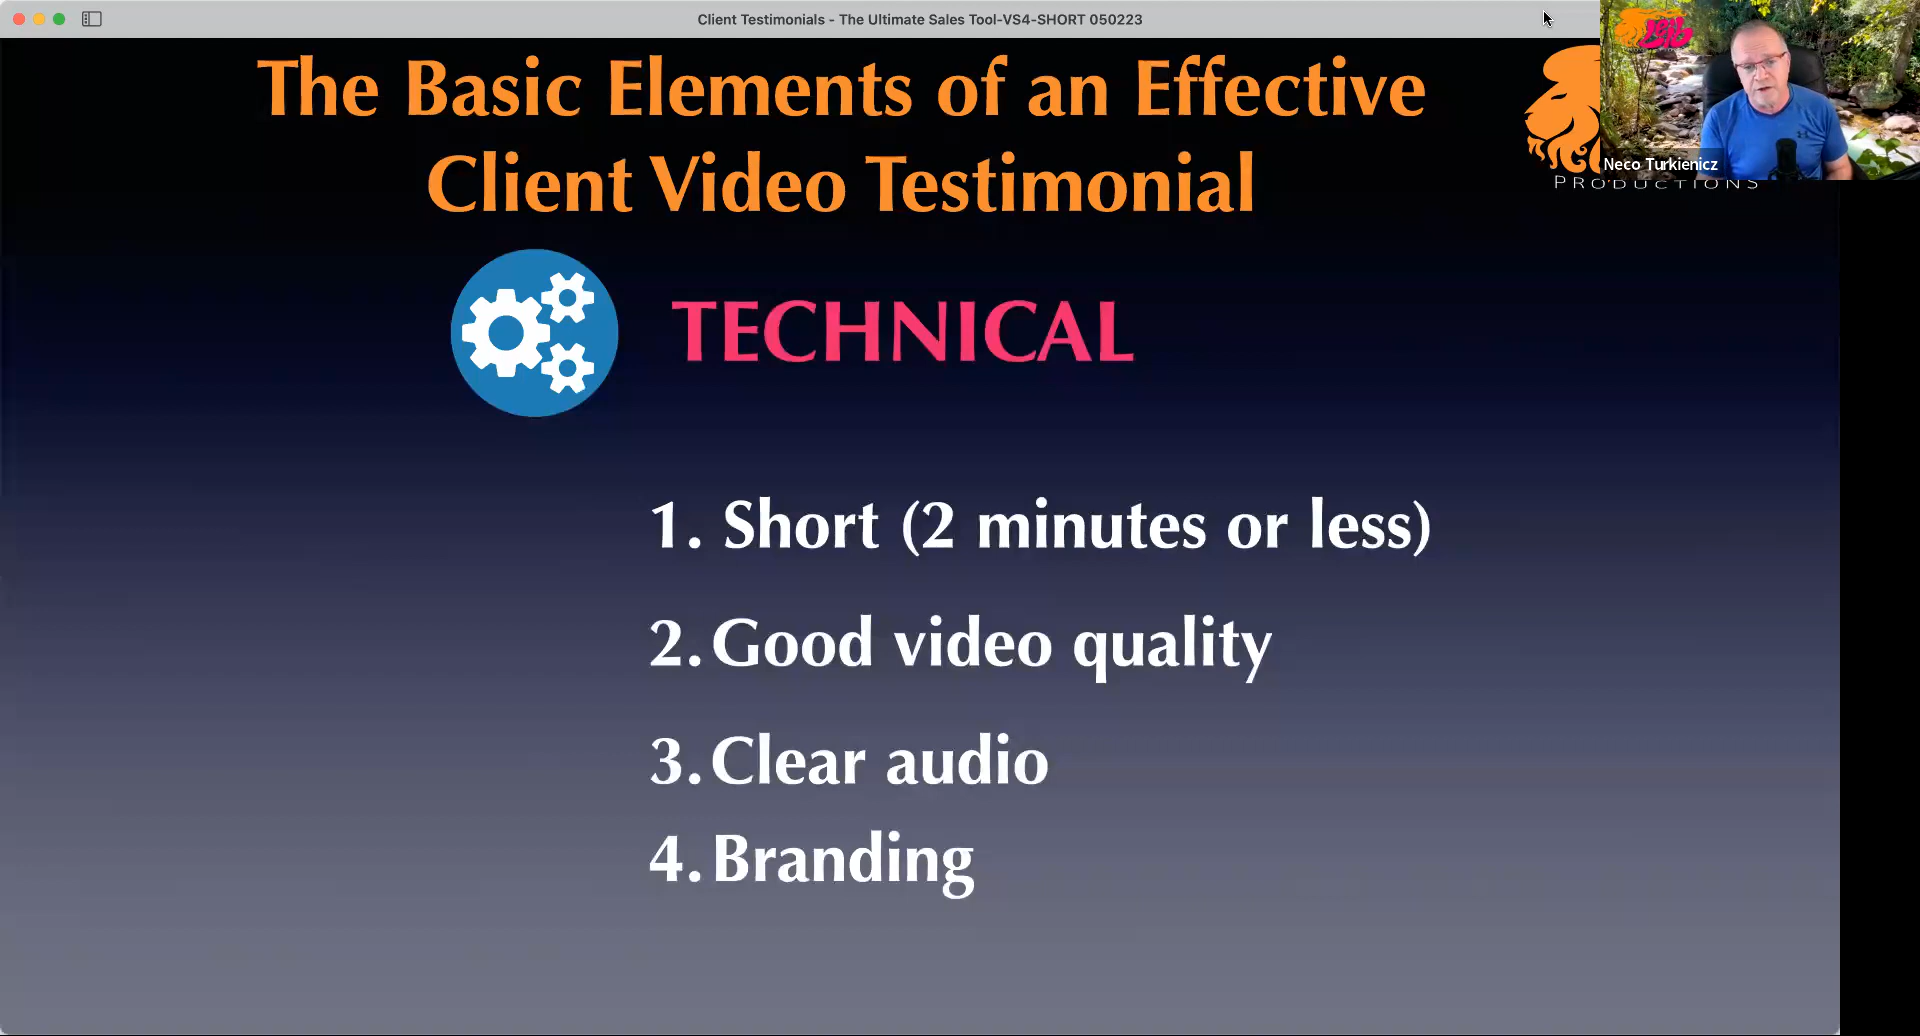 Client Testimonials - The Ultimate Sales Tool-VS4-SHORT 050223
The Basic Elements of an Effective
Client Video Testimonial
Neco Turkienicz
PRODUCTIONS
TECHNICAL
1. Short (2 minutes or less)
2. Good video quality
3. Clear audio
4. Branding